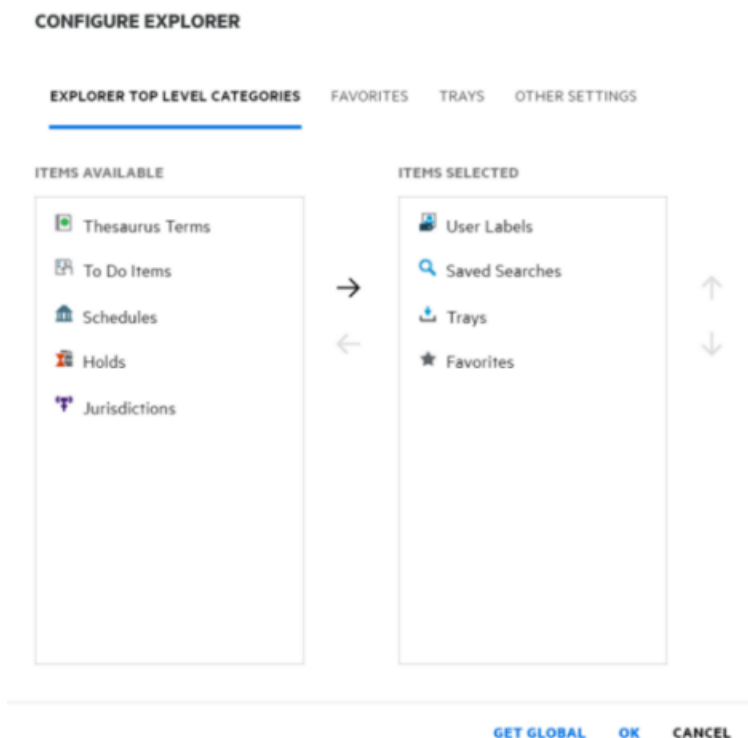 CONFIGURE EXPLORER
EXPLORER TOP LEVEL CATEGORIES FAVORITES TRAYS OTHER SETTINGS
ITEMS AVAILABLE
Thesaurus Terms
To Do Items
Schedules
Holds
Jurisdictions
ITEMS SELECTED
User Labels
Saved Searches
Trays
Favorites
GET GLOBAL OK CANCEL